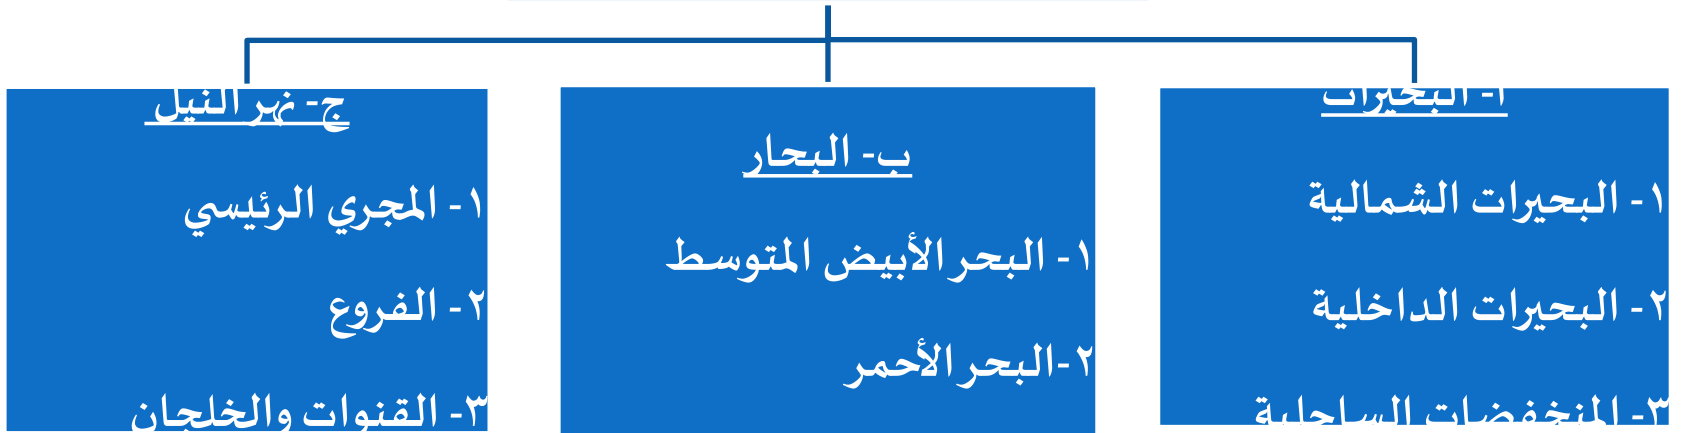 أ- البحيرات
١- البحيرات الشمالية
٢- البحيرات الداخلية
٣- المنخفضات الساحلية
ب- البحار
١- البحر الأبيض المتوسط
٢-البحر الأحمر
ج- نهر النيل
١- المجري الرئيسي
٢- الفروع
٣- القنوات والخلجان